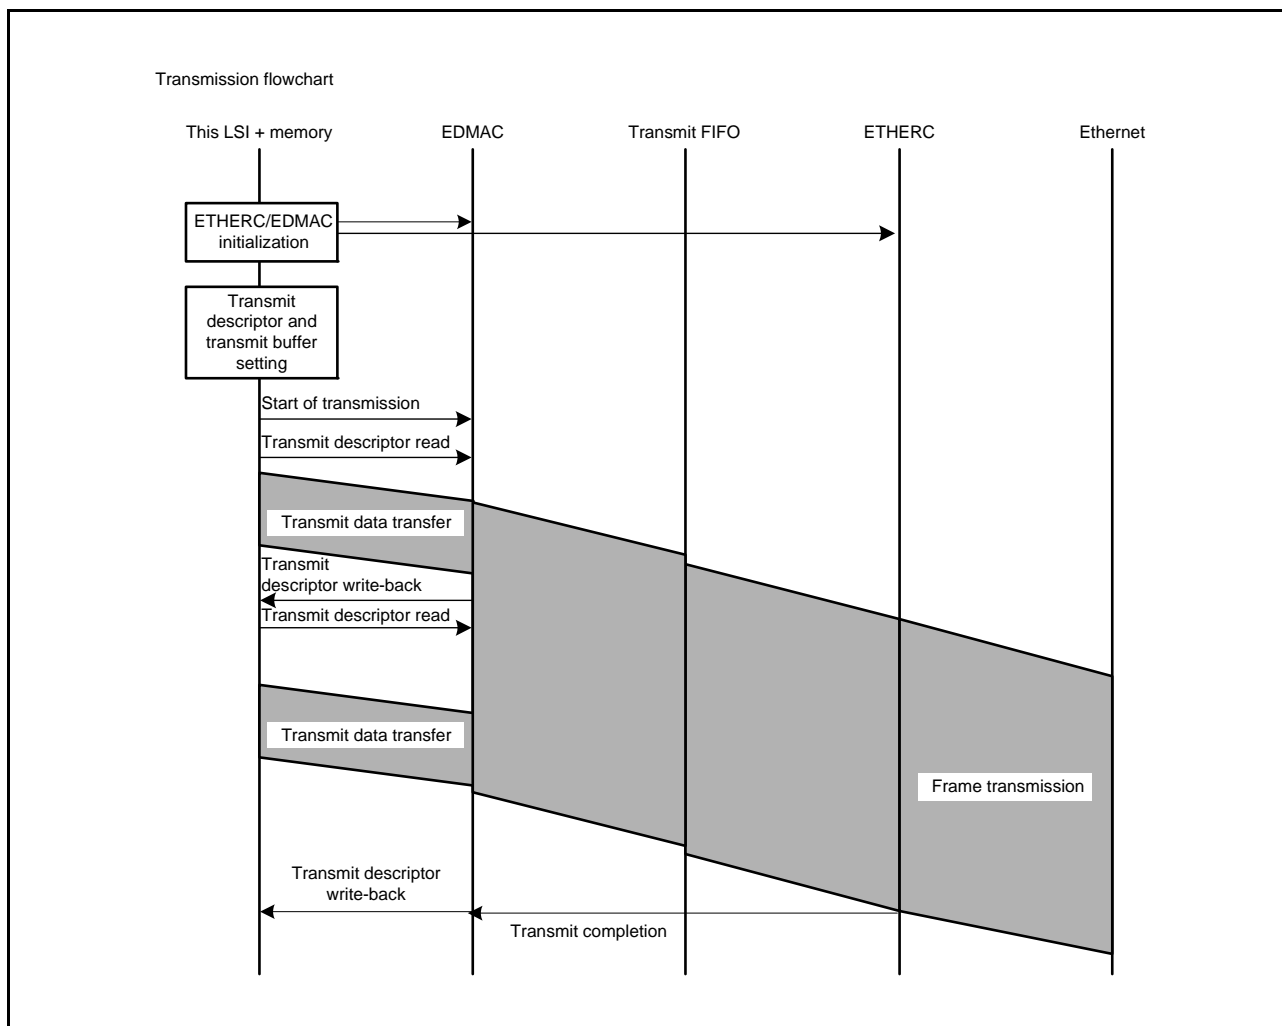 Transmission flowchart
This LSI + memory
EDMAC
Transmit FIFO
ETHERC
Ethernet
ETHERC/EDMAC
initialization
Transmit
descriptor and
transmit buffer
setting
Start of transmission
Transmit descriptor read
Transmit data transfer
Transmit
descriptor write-back
Transmit descriptor read
Transmit data transfer
Frame transmission
Transmit descriptor
write-back
Transmit completion